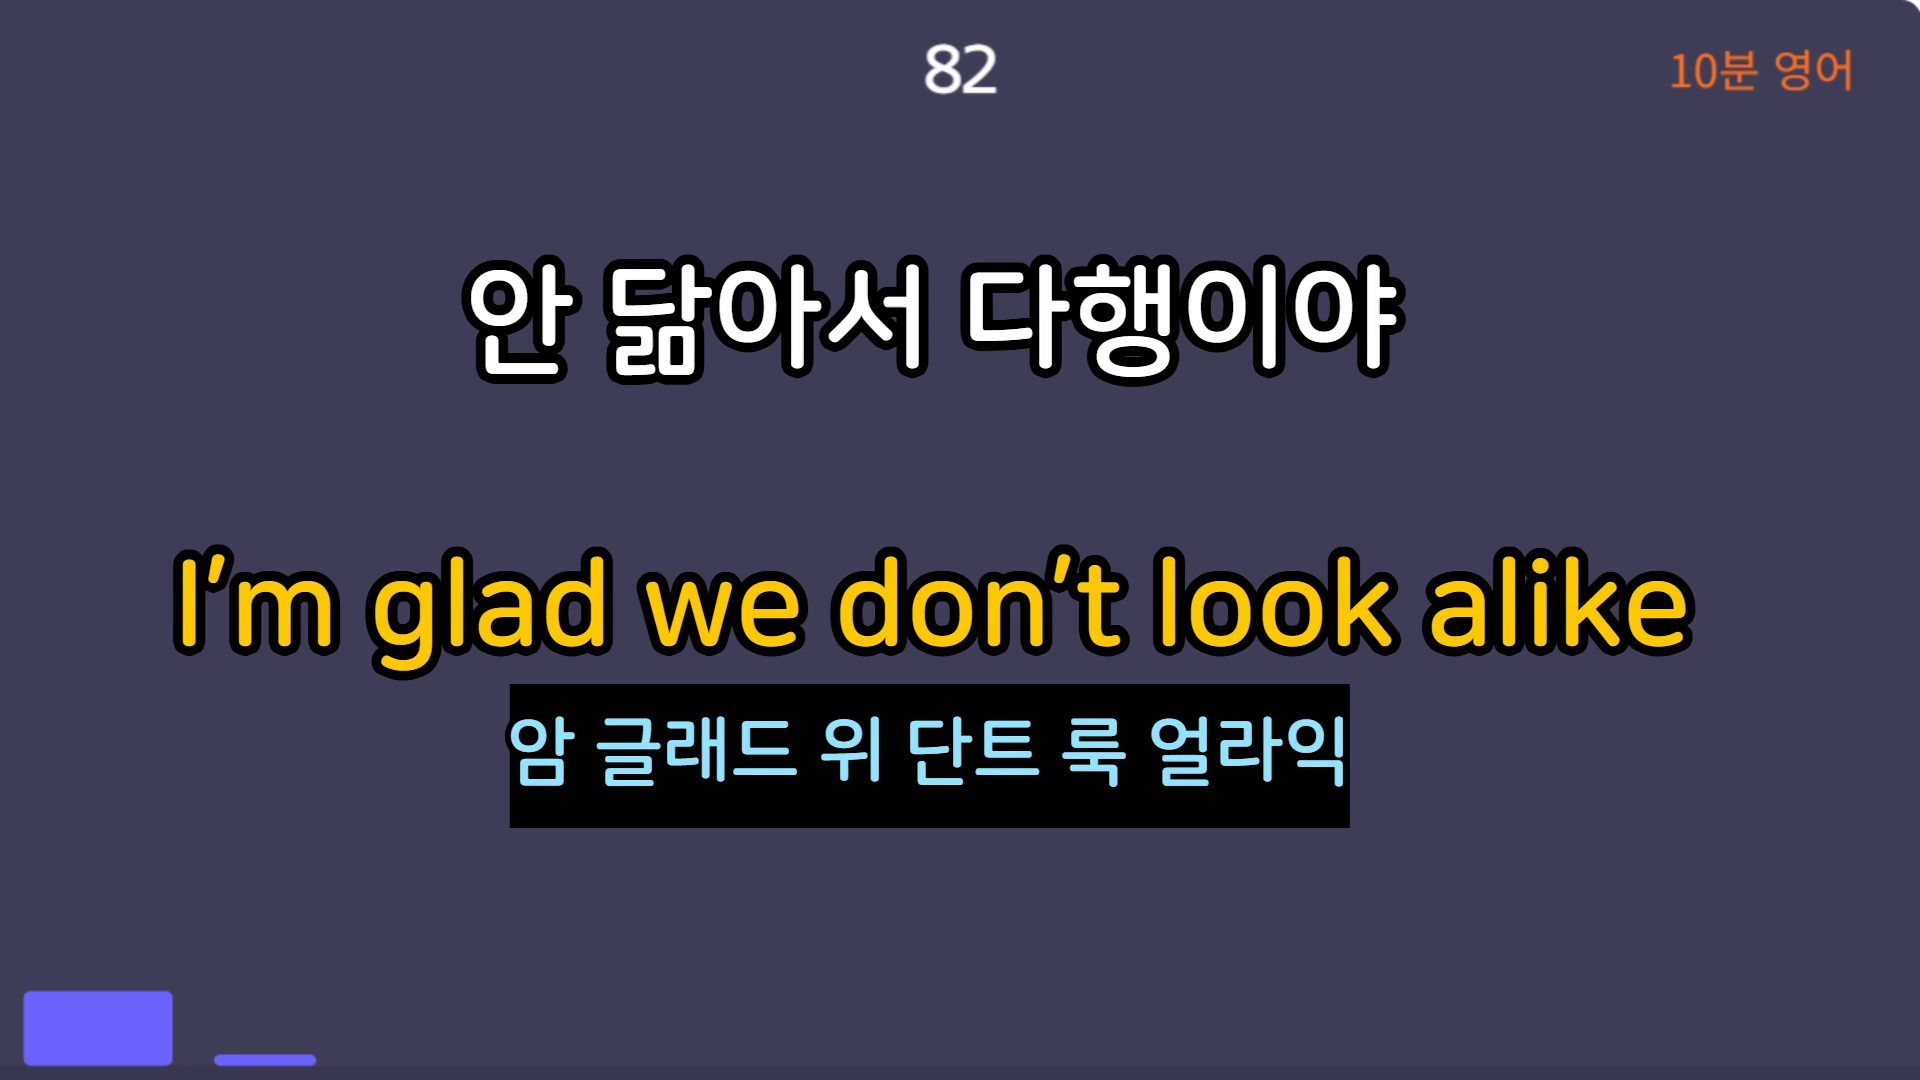 82
10분 영어
안 닮아서 다행이야
I'm glad we don't look alike
암 글래드 위 단트 룩 얼라익